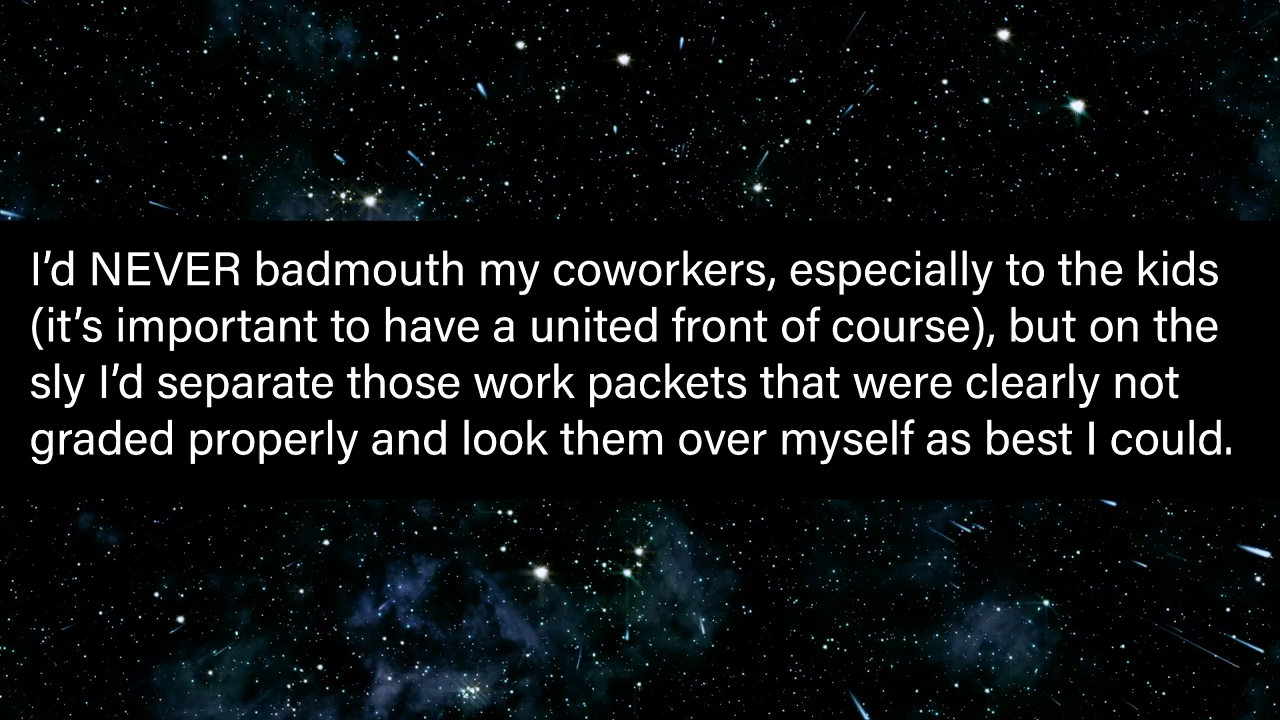 I’d NEVER badmouth my coworkers, especially to the kids
(it’s important to have a united front of course), but on the
sly I’d separate those work packets that were clearly not
graded properly and look them over myself as best I could.